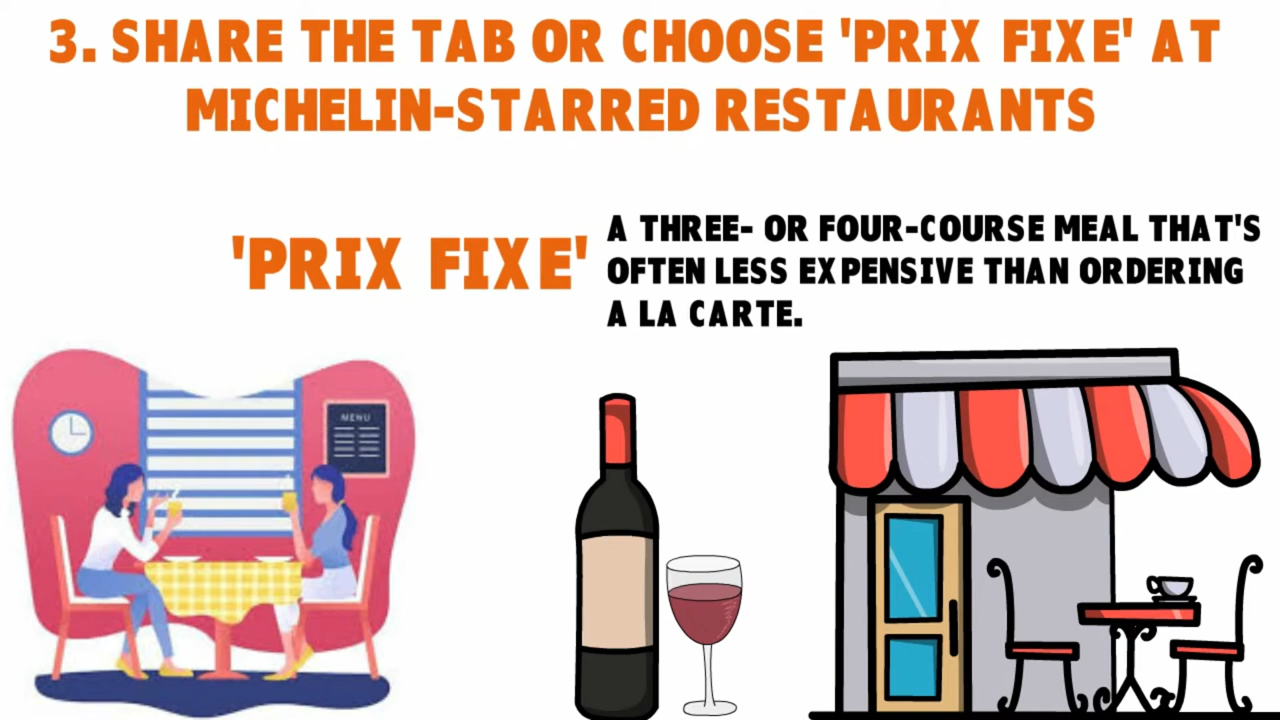 3. SHARE THE TAB OR CHOOSE 'PRIX FIXE' AT
MICHELIN-STARRED RESTAURANTS
'PRIX FIXE'
A THREE- OR FOUR-COURSE MEAL THAT'S
OFTEN LESS EXPENSIVE THAN ORDERING
A LA CARTE.
MENU